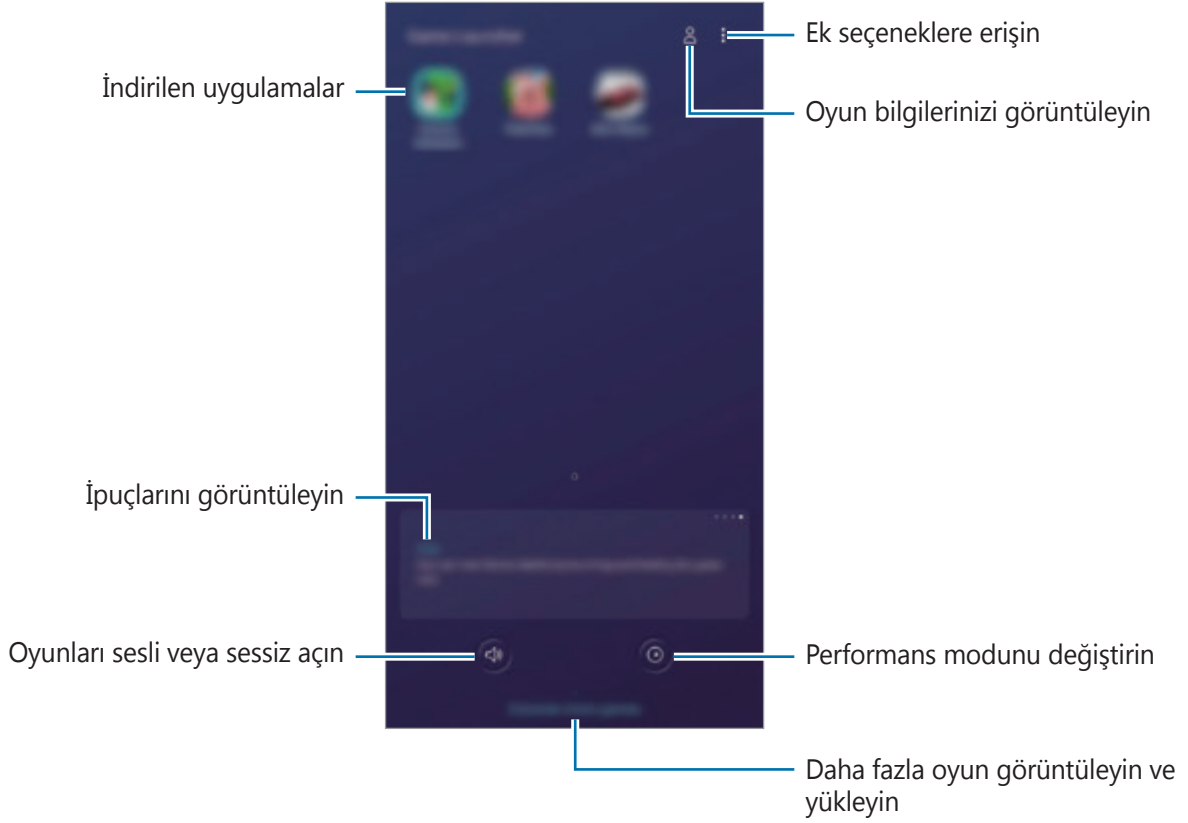 Ek seçeneklere erişin
İndirilen uygulamalar
Oyun bilgilerinizi görüntüleyin
İpuçlarını görüntüleyin
Oyunları sesli veya sessiz açın
Performans modunu değiştirin
Daha fazla oyun görüntüleyin ve
yükleyin